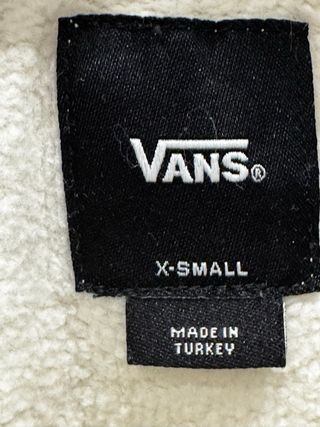 VANS®
X-SMALL
MADE IN
TURKEY